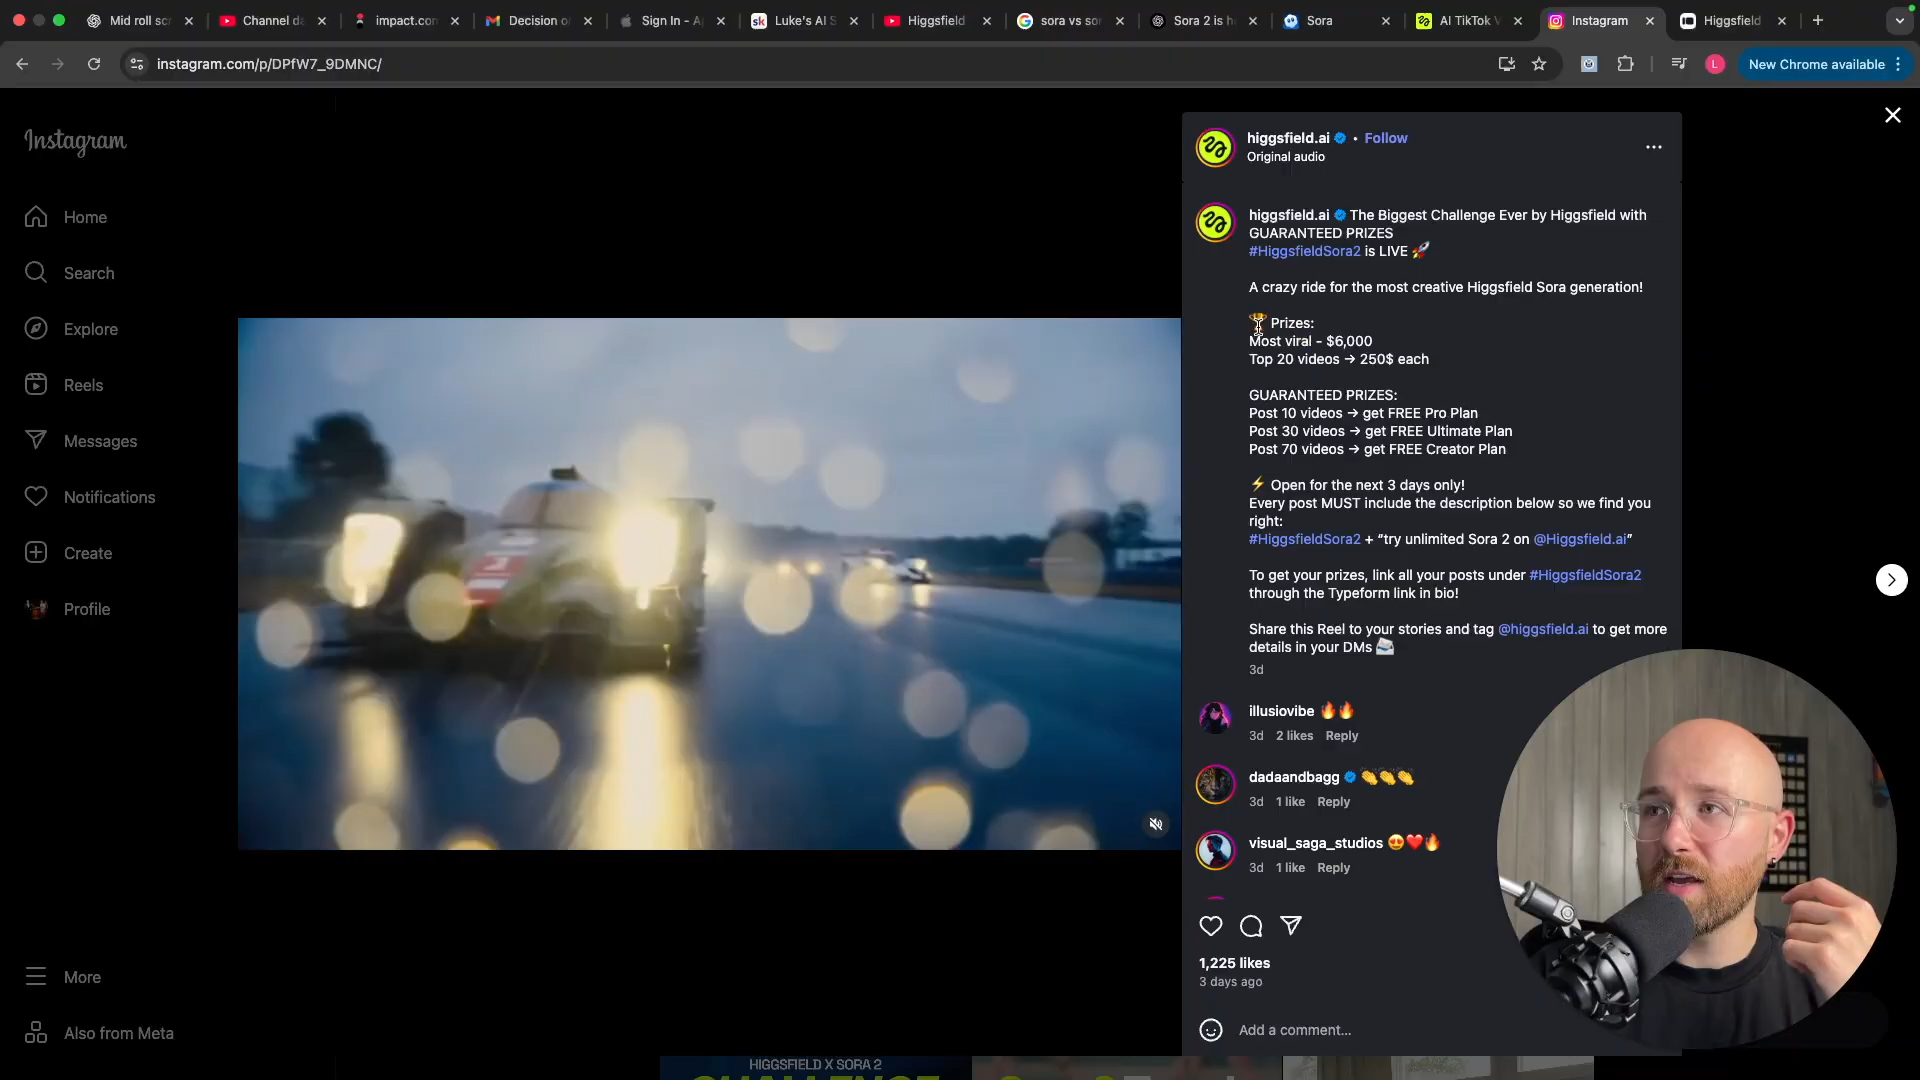 Mid roll scr
Channel da
impact.com
Decision o
Sign In - A
sk
Luke's AI S
Higgsfield
sora vs sor
Sora 2 is h
Sora
AI TikTok V
Instagram
Higgsfield
instagram.com/p/DPfW7_9DMNC/
L
New Chrome available
Instagram
Home
Search
Explore
Reels
Messages
Notifications
Create
Profile
More
Also from Meta
higgsfield.ai • Follow
Original audio
higgsfield.ai The Biggest Challenge Ever by Higgsfield with
GUARANTEED PRIZES
#HiggsfieldSora2 is LIVE 🚀
A crazy ride for the most creative Higgsfield Sora generation!
🏆 Prizes:
Most viral - $6,000
Top 20 videos → 250$ each
GUARANTEED PRIZES:
Post 10 videos → get FREE Pro Plan
Post 30 videos → get FREE Ultimate Plan
Post 70 videos → get FREE Creator Plan
⚡ Open for the next 3 days only!
Every post MUST include the description below so we find you
right:
#HiggsfieldSora2 + “try unlimited Sora 2 on @Higgsfield.ai”
To get your prizes, link all your posts under #HiggsfieldSora2
through the Typeform link in bio!
Share this Reel to your stories and tag @higgsfield.ai to get more
details in your DMs 📨
3d
illusiovibe 🔥🔥
3d 2 likes Reply
dadaandbagg 👏👏👏
3d 1 like Reply
visual_saga_studios 😍❤️🔥
3d 1 like Reply
1,225 likes
3 days ago
Add a comment...
HIGGSFIELD X SORA 2
CHALLENGE